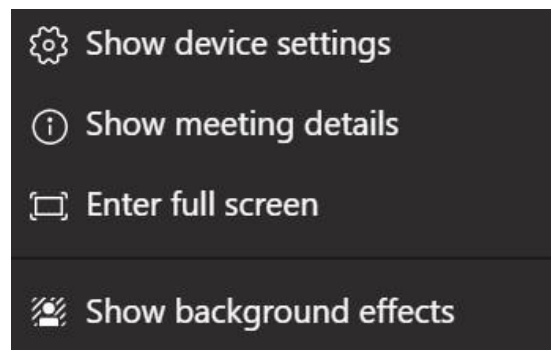 Show device settings
Show meeting details
Enter full screen
Show background effects